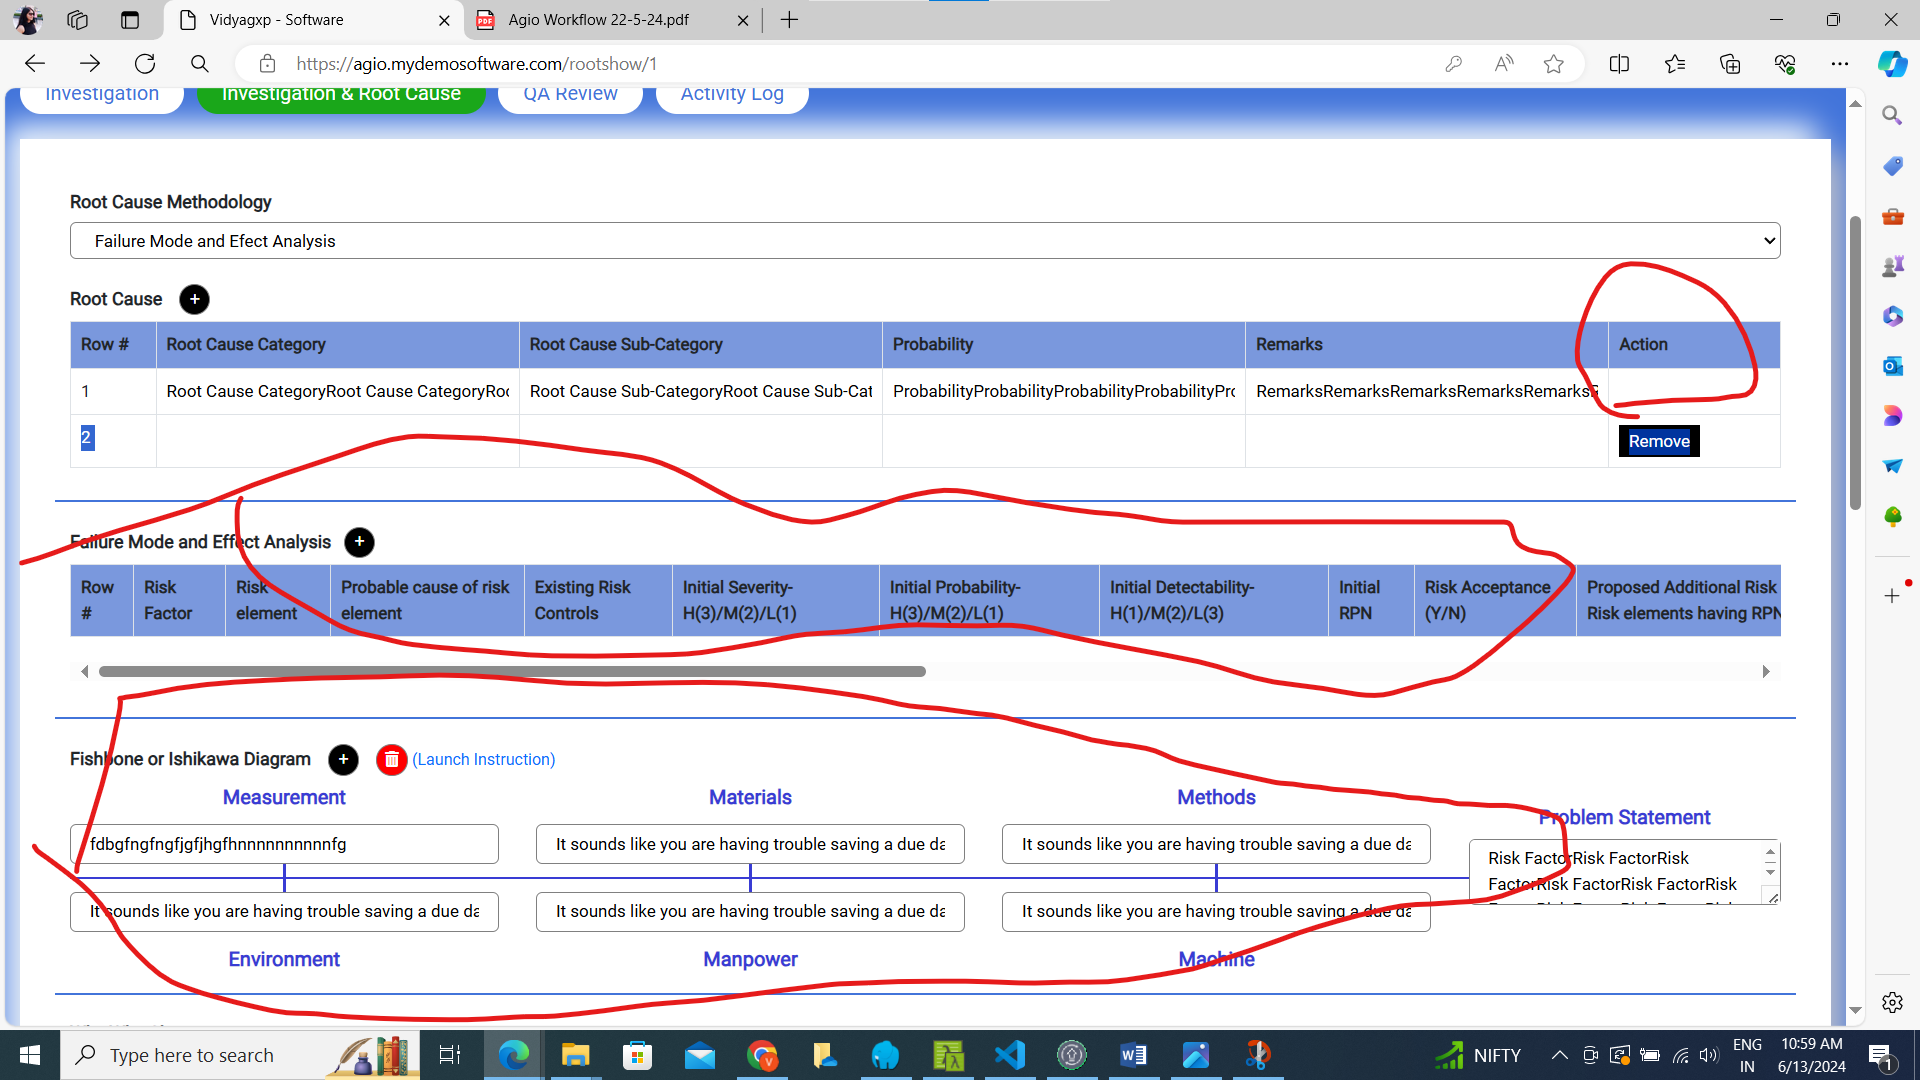 Vidyagxp - Software
Agio Workflow 22-5-24.pdf
https://agio.mydemosoftware.com/rootshow/1
Investigation
Investigation & Root Cause
QA Review
Activity Log
Root Cause Methodology
Failure Mode and Efect Analysis
Root Cause +
Row # Root Cause Category Root Cause Sub-Category Probability Remarks Action
1 Root Cause CategoryRoot Cause CategoryRoc Root Cause Sub-CategoryRoot Cause Sub-Cat ProbabilityProbabilityProbabilityProbabilityPro RemarksRemarksRemarksRemarksRemarks
2 Remove
Failure Mode and Effect Analysis +
Row Risk Risk Probable cause of risk Existing Risk Initial Severity- Initial Probability- Initial Detectability- Initial Risk Acceptance Proposed Additional Risk
# Factor element element Controls H(3)/M(2)/L(1) H(3)/M(2)/L(1) H(1)/M(2)/L(3) RPN (Y/N) Risk elements having RPN
Fishbone or Ishikawa Diagram + (Launch Instruction)
Measurement Materials Methods
Problem Statement
fdbgfngfngfjgfjhgfhnnnnnnnnnnnfg It sounds like you are having trouble saving a due da It sounds like you are having trouble saving a due da
Risk FactorRisk FactorRisk
FactorRisk FactorRisk FactorRisk
It sounds like you are having trouble saving a due da It sounds like you are having trouble saving a due da It sounds like you are having trouble saving a due da
Environment Manpower Machine
Type here to search
NIFTY
ENG
IN
10:59 AM
6/13/2024
1